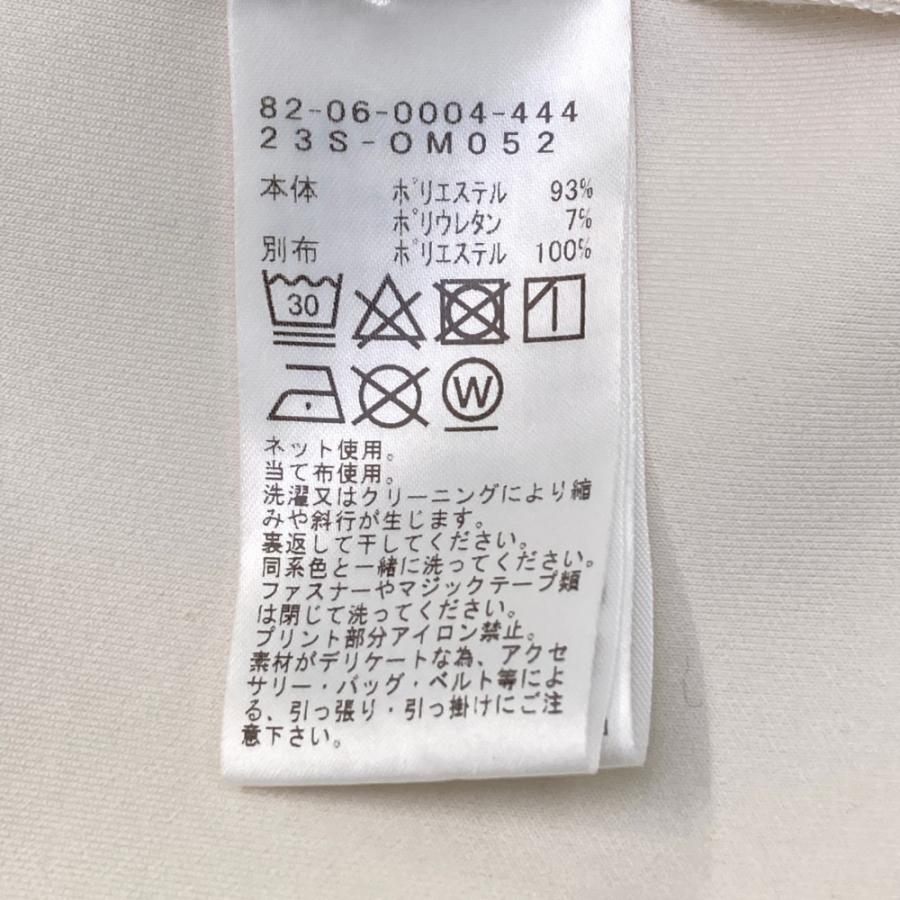 82-06-0004-444
23S-OM052
本体 ポリエステル 93%
ポリウレタン 7%
別布 ポリエステル 100%
30
W
ネット使用。
当て布使用。
洗濯又はクリーニングにより縮
みや斜行が生じます。
裏返して干してください。
同系色と一緒に洗ってください。
ファスナーやマジックテープ類
は閉じて洗ってください。
プリント部分アイロン禁止。
素材がデリケートな為、アクセ
サリー・バッグ・ベルト等によ
る、引っ張り・引っ掛けにご注
意下さい。